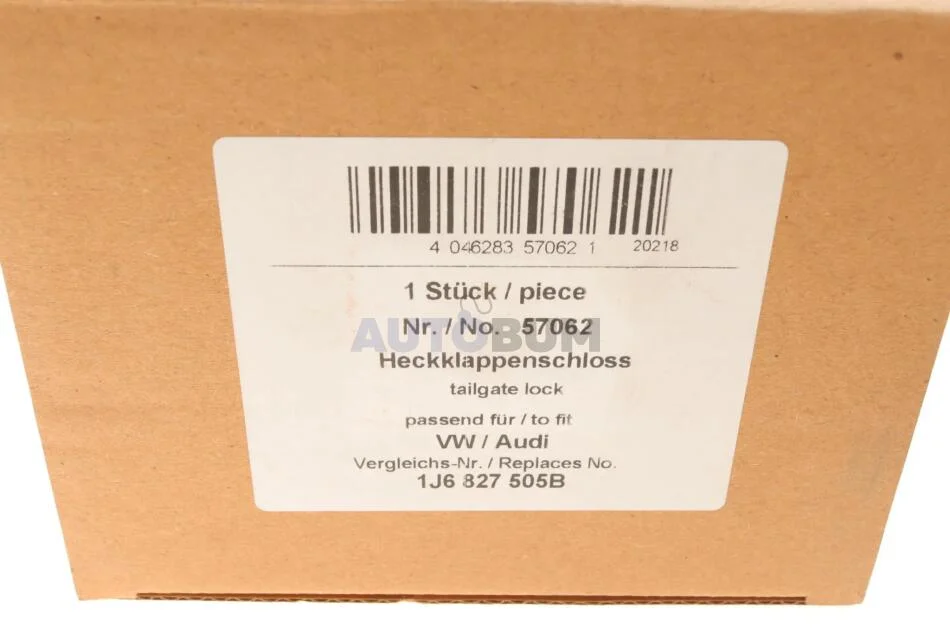 4 046283 57062 1 20218
1 Stück / piece
Nr. / No. 57062
AUTOBUM
Heckklappenschloss
tailgate lock
passend für / to fit
VW / Audi
Vergleichs-Nr. / Replaces No.
1J6 827 505B